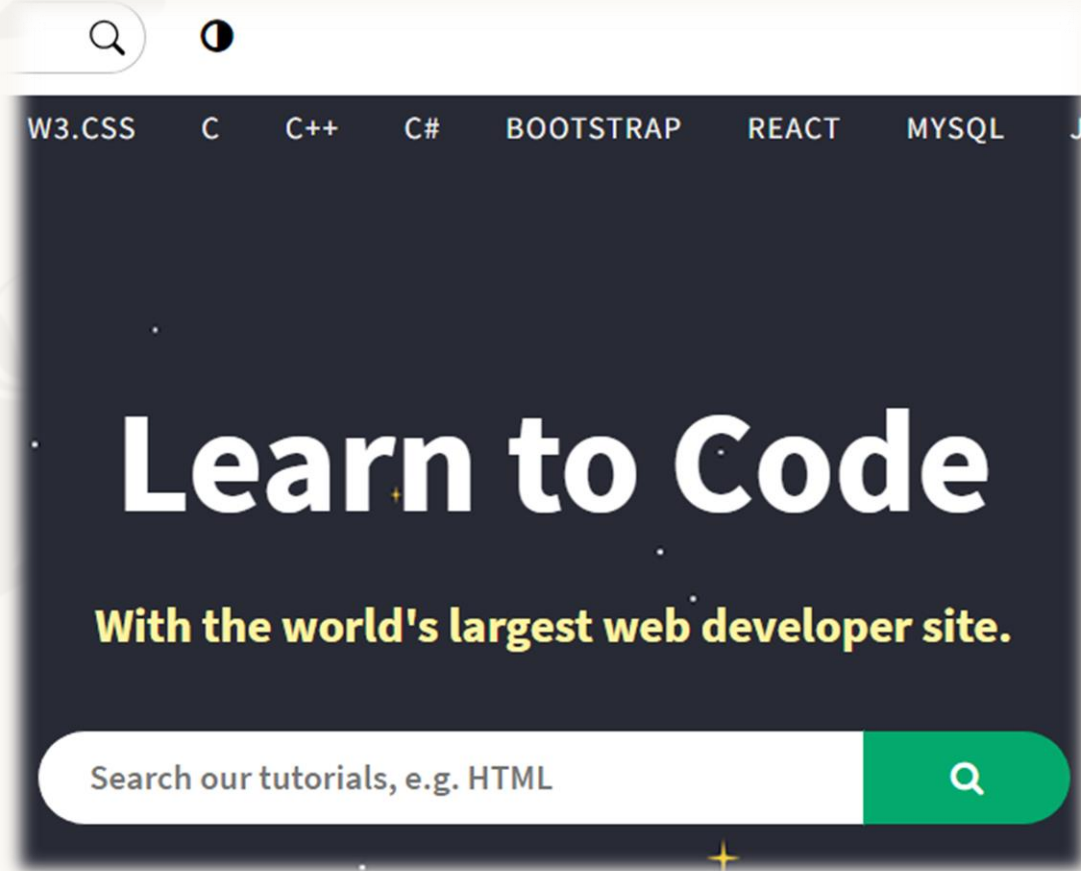 W3.CSS C C++ C# BOOTSTRAP REACT MYSQL
Learn to Code
With the world's largest web developer site.
Search our tutorials, e.g. HTML